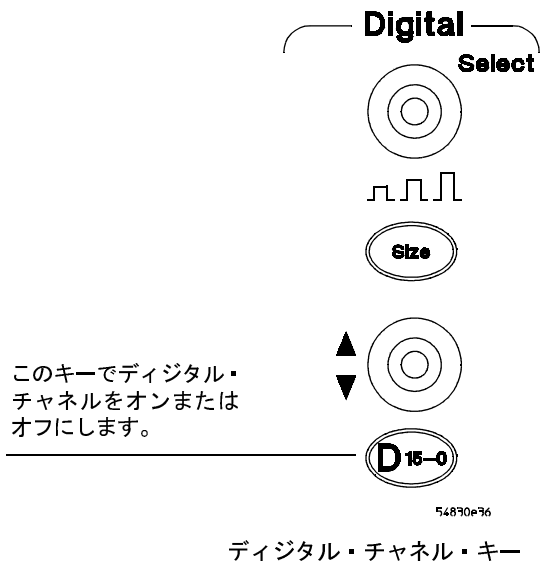 Digital
Select
Size
このキーでディジタル・
チャネルをオンまたは
オフにします。
D 15-0
54830e36
ディジタル・チャネル・キー